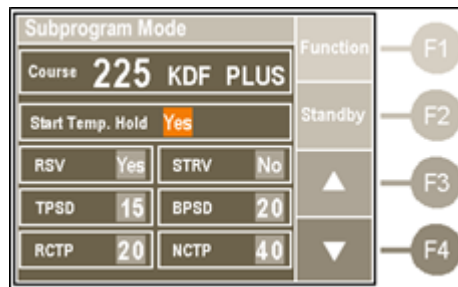 Subprogram Mode
Function F1
Course 225 KDF PLUS
Start Temp. Hold Yes
Standby F2
RSV Yes STRV No
F3
TPSD 15 BPSD 20
RCTP 20 NCTP 40
F4